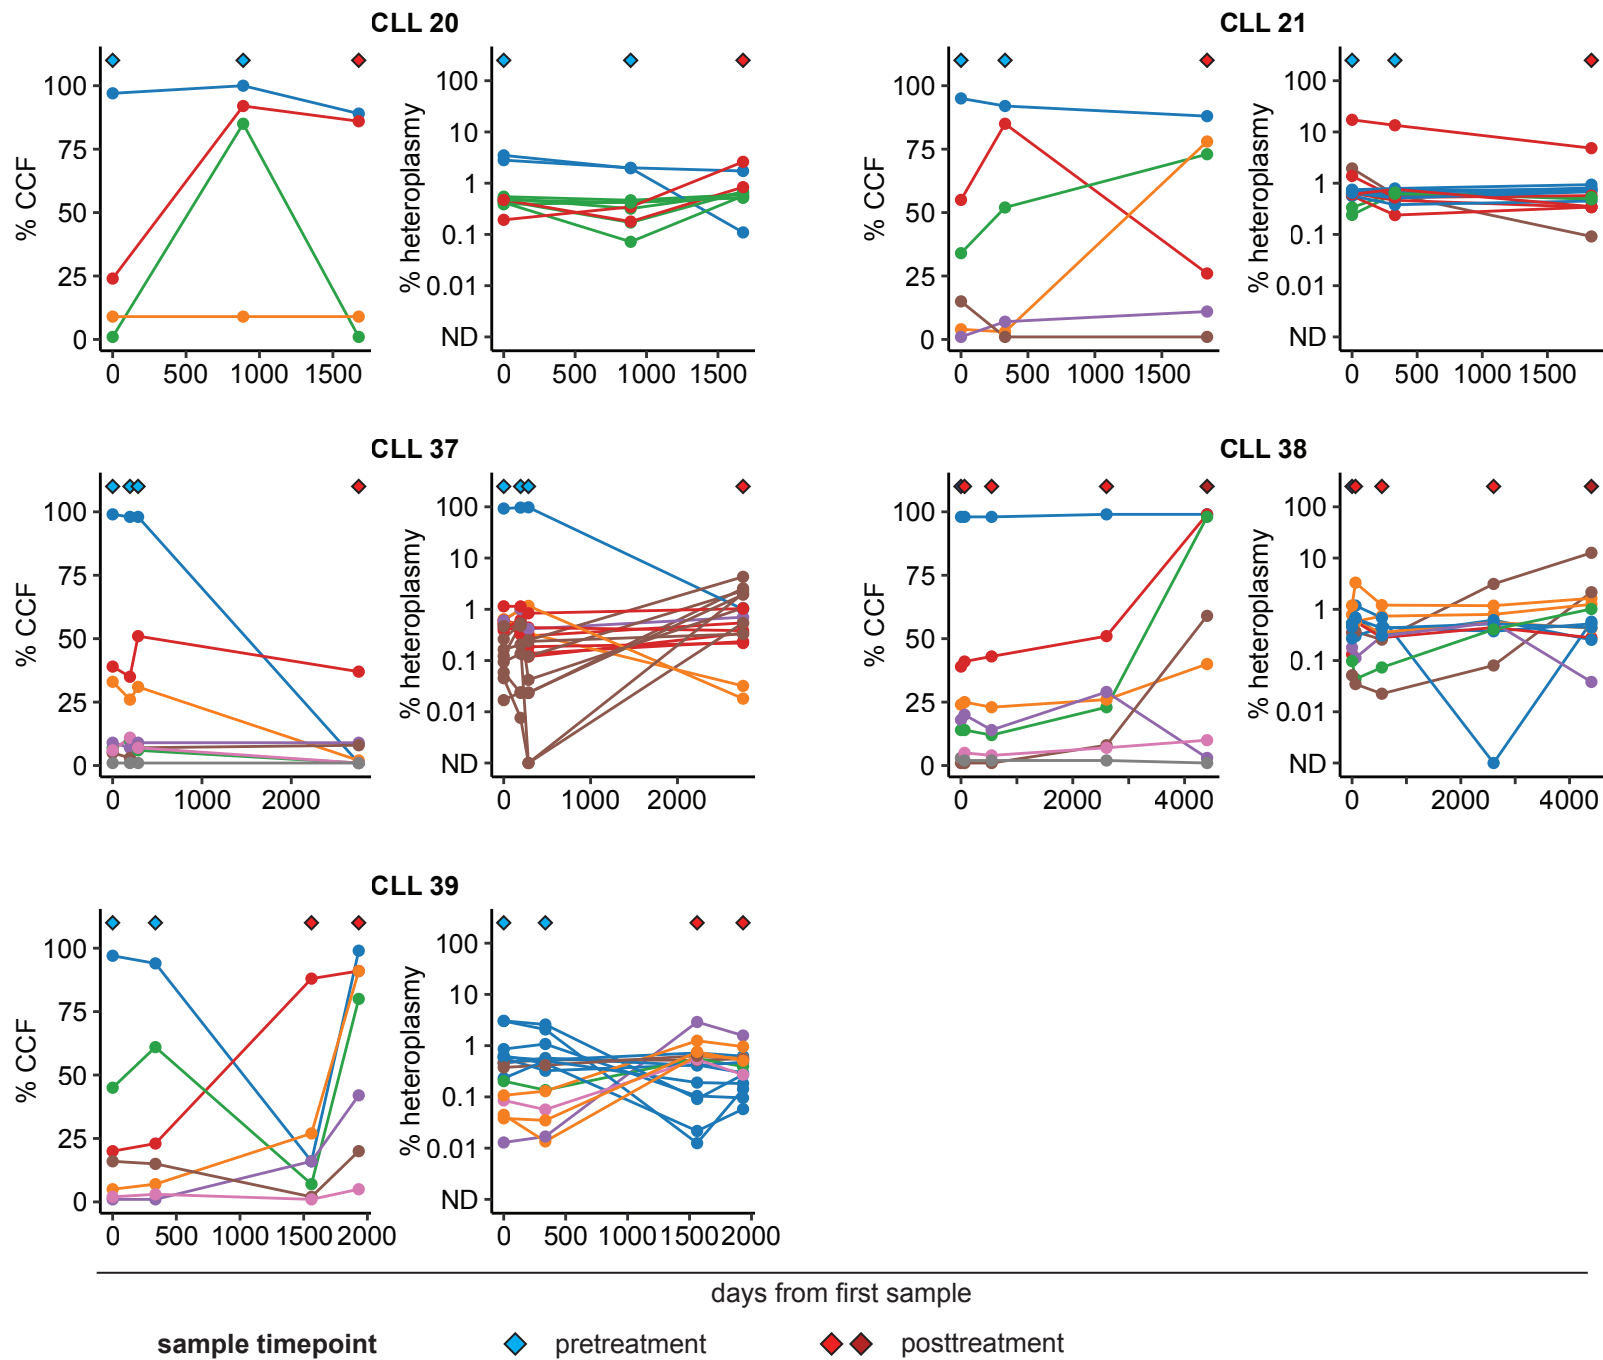 CLL 20
CLL 21
% CCF
100
75
50
25
0
0 500 1000 1500
% heteroplasmy
100
10
1
0.1
0.01
ND
0 500 1000 1500
% CCF
100
75
50
25
0
0 500 1000 1500
% heteroplasmy
100
10
1
0.1
0.01
ND
0 500 1000 1500
CLL 37
CLL 38
% CCF
100
75
50
25
0
0 1000 2000
% heteroplasmy
100
10
1
0.1
0.01
ND
0 1000 2000
% CCF
100
75
50
25
0
0 2000 4000
% heteroplasmy
100
10
1
0.1
0.01
ND
0 2000 4000
CLL 39
% CCF
100
75
50
25
0
0 500 1000 1500 2000
% heteroplasmy
100
10
1
0.1
0.01
ND
0 500 1000 1500 2000
days from first sample
sample timepoint pretreatment posttreatment